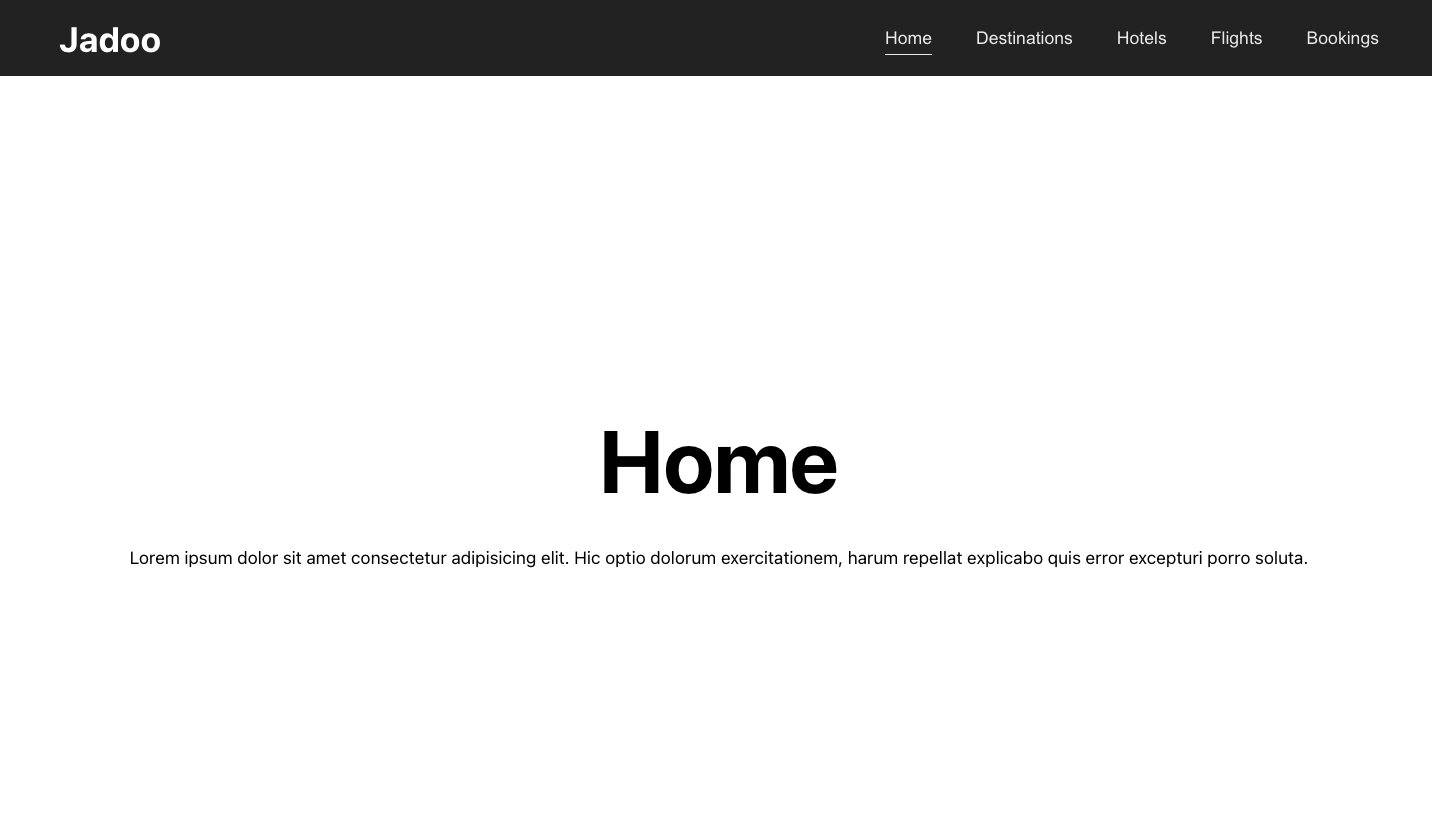 Jadoo
Home Destinations Hotels Flights Bookings
Home
Lorem ipsum dolor sit amet consectetur adipisicing elit. Hic optio dolorum exercitationem, harum repellat explicabo quis error excepturi porro soluta.